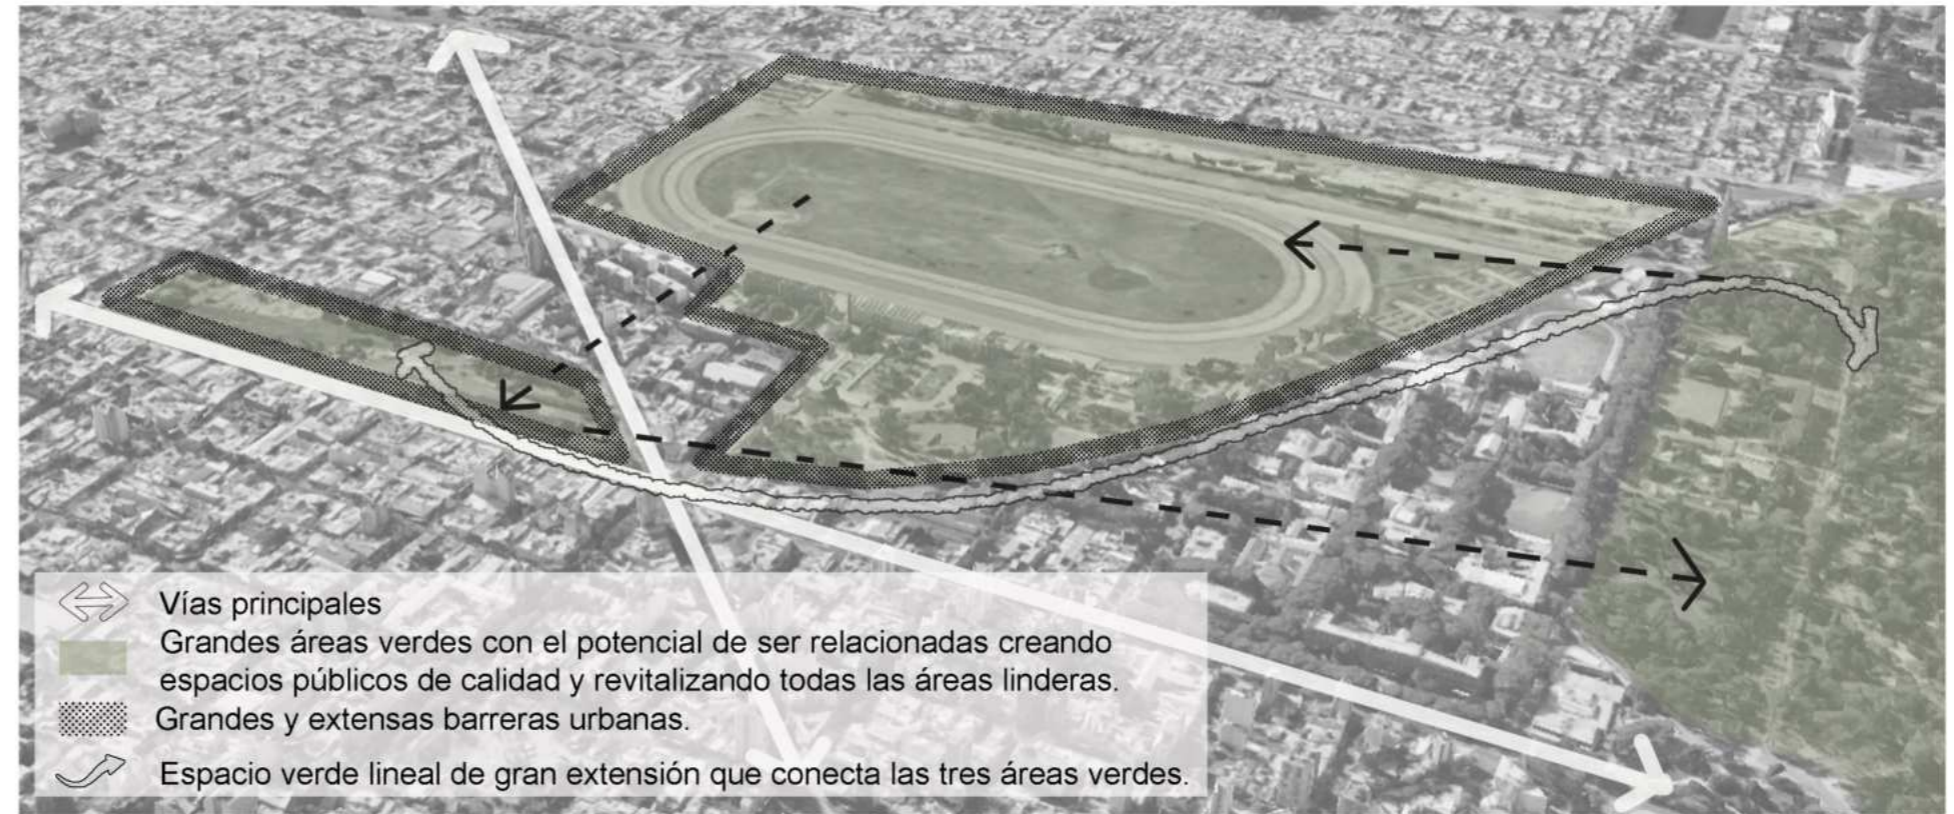 Vías principales
Grandes áreas verdes con el potencial de ser relacionadas creando
espacios públicos de calidad y revitalizando todas las áreas linderas.
Grandes y extensas barreras urbanas.
Espacio verde lineal de gran extensión que conecta las tres áreas verdes.